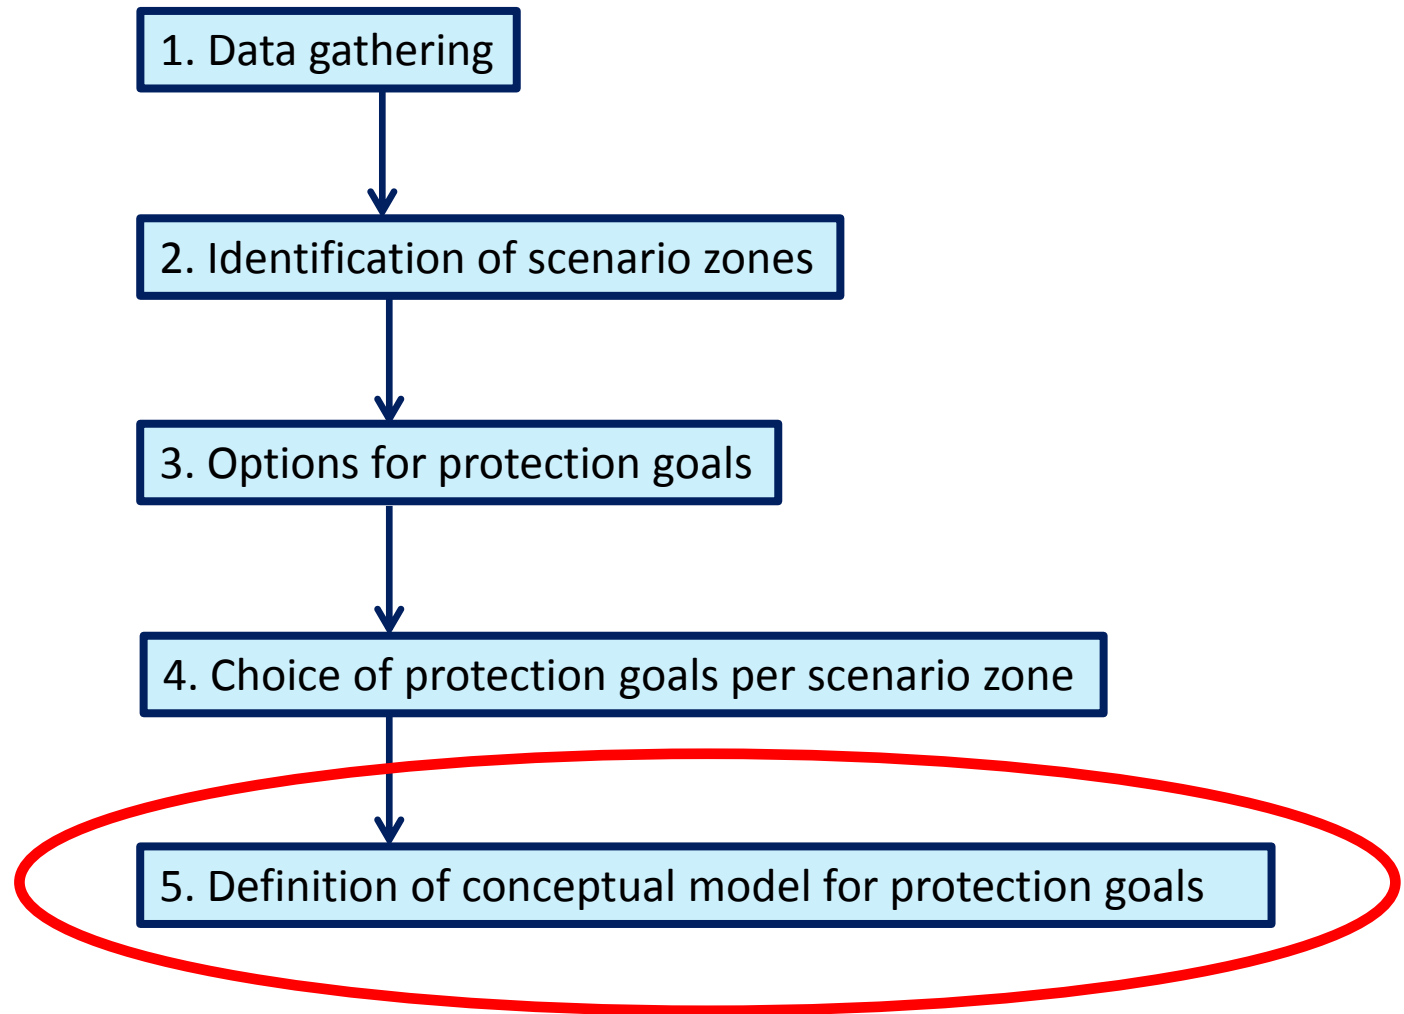 1. Data gathering
2. Identification of scenario zones
3. Options for protection goals
4. Choice of protection goals per scenario zone
5. Definition of conceptual model for protection goals